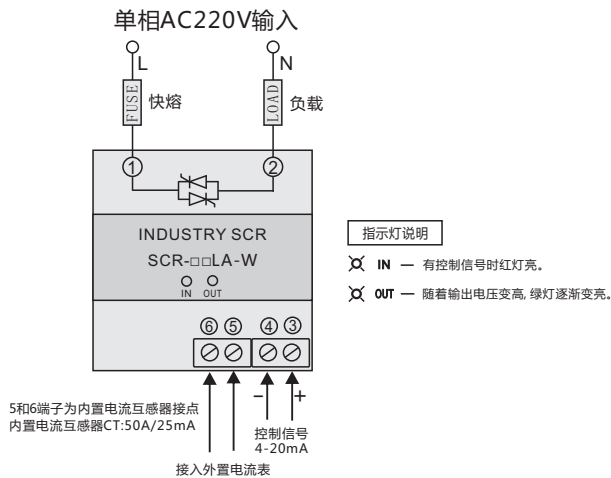 单相AC220V输入
L
N
FUSE
快熔
LOAD
负载
①
②
INDUSTRY SCR
SCR-□□LA-W
IN OUT
⑥ ⑤ ④ ③
指示灯说明
IN — 有控制信号时红灯亮。
OUT — 随着输出电压变高, 绿灯逐渐变亮。
- +
5和6端子为内置电流互感器接点
内置电流互感器CT:50A/25mA
控制信号
4-20mA
接入外置电流表